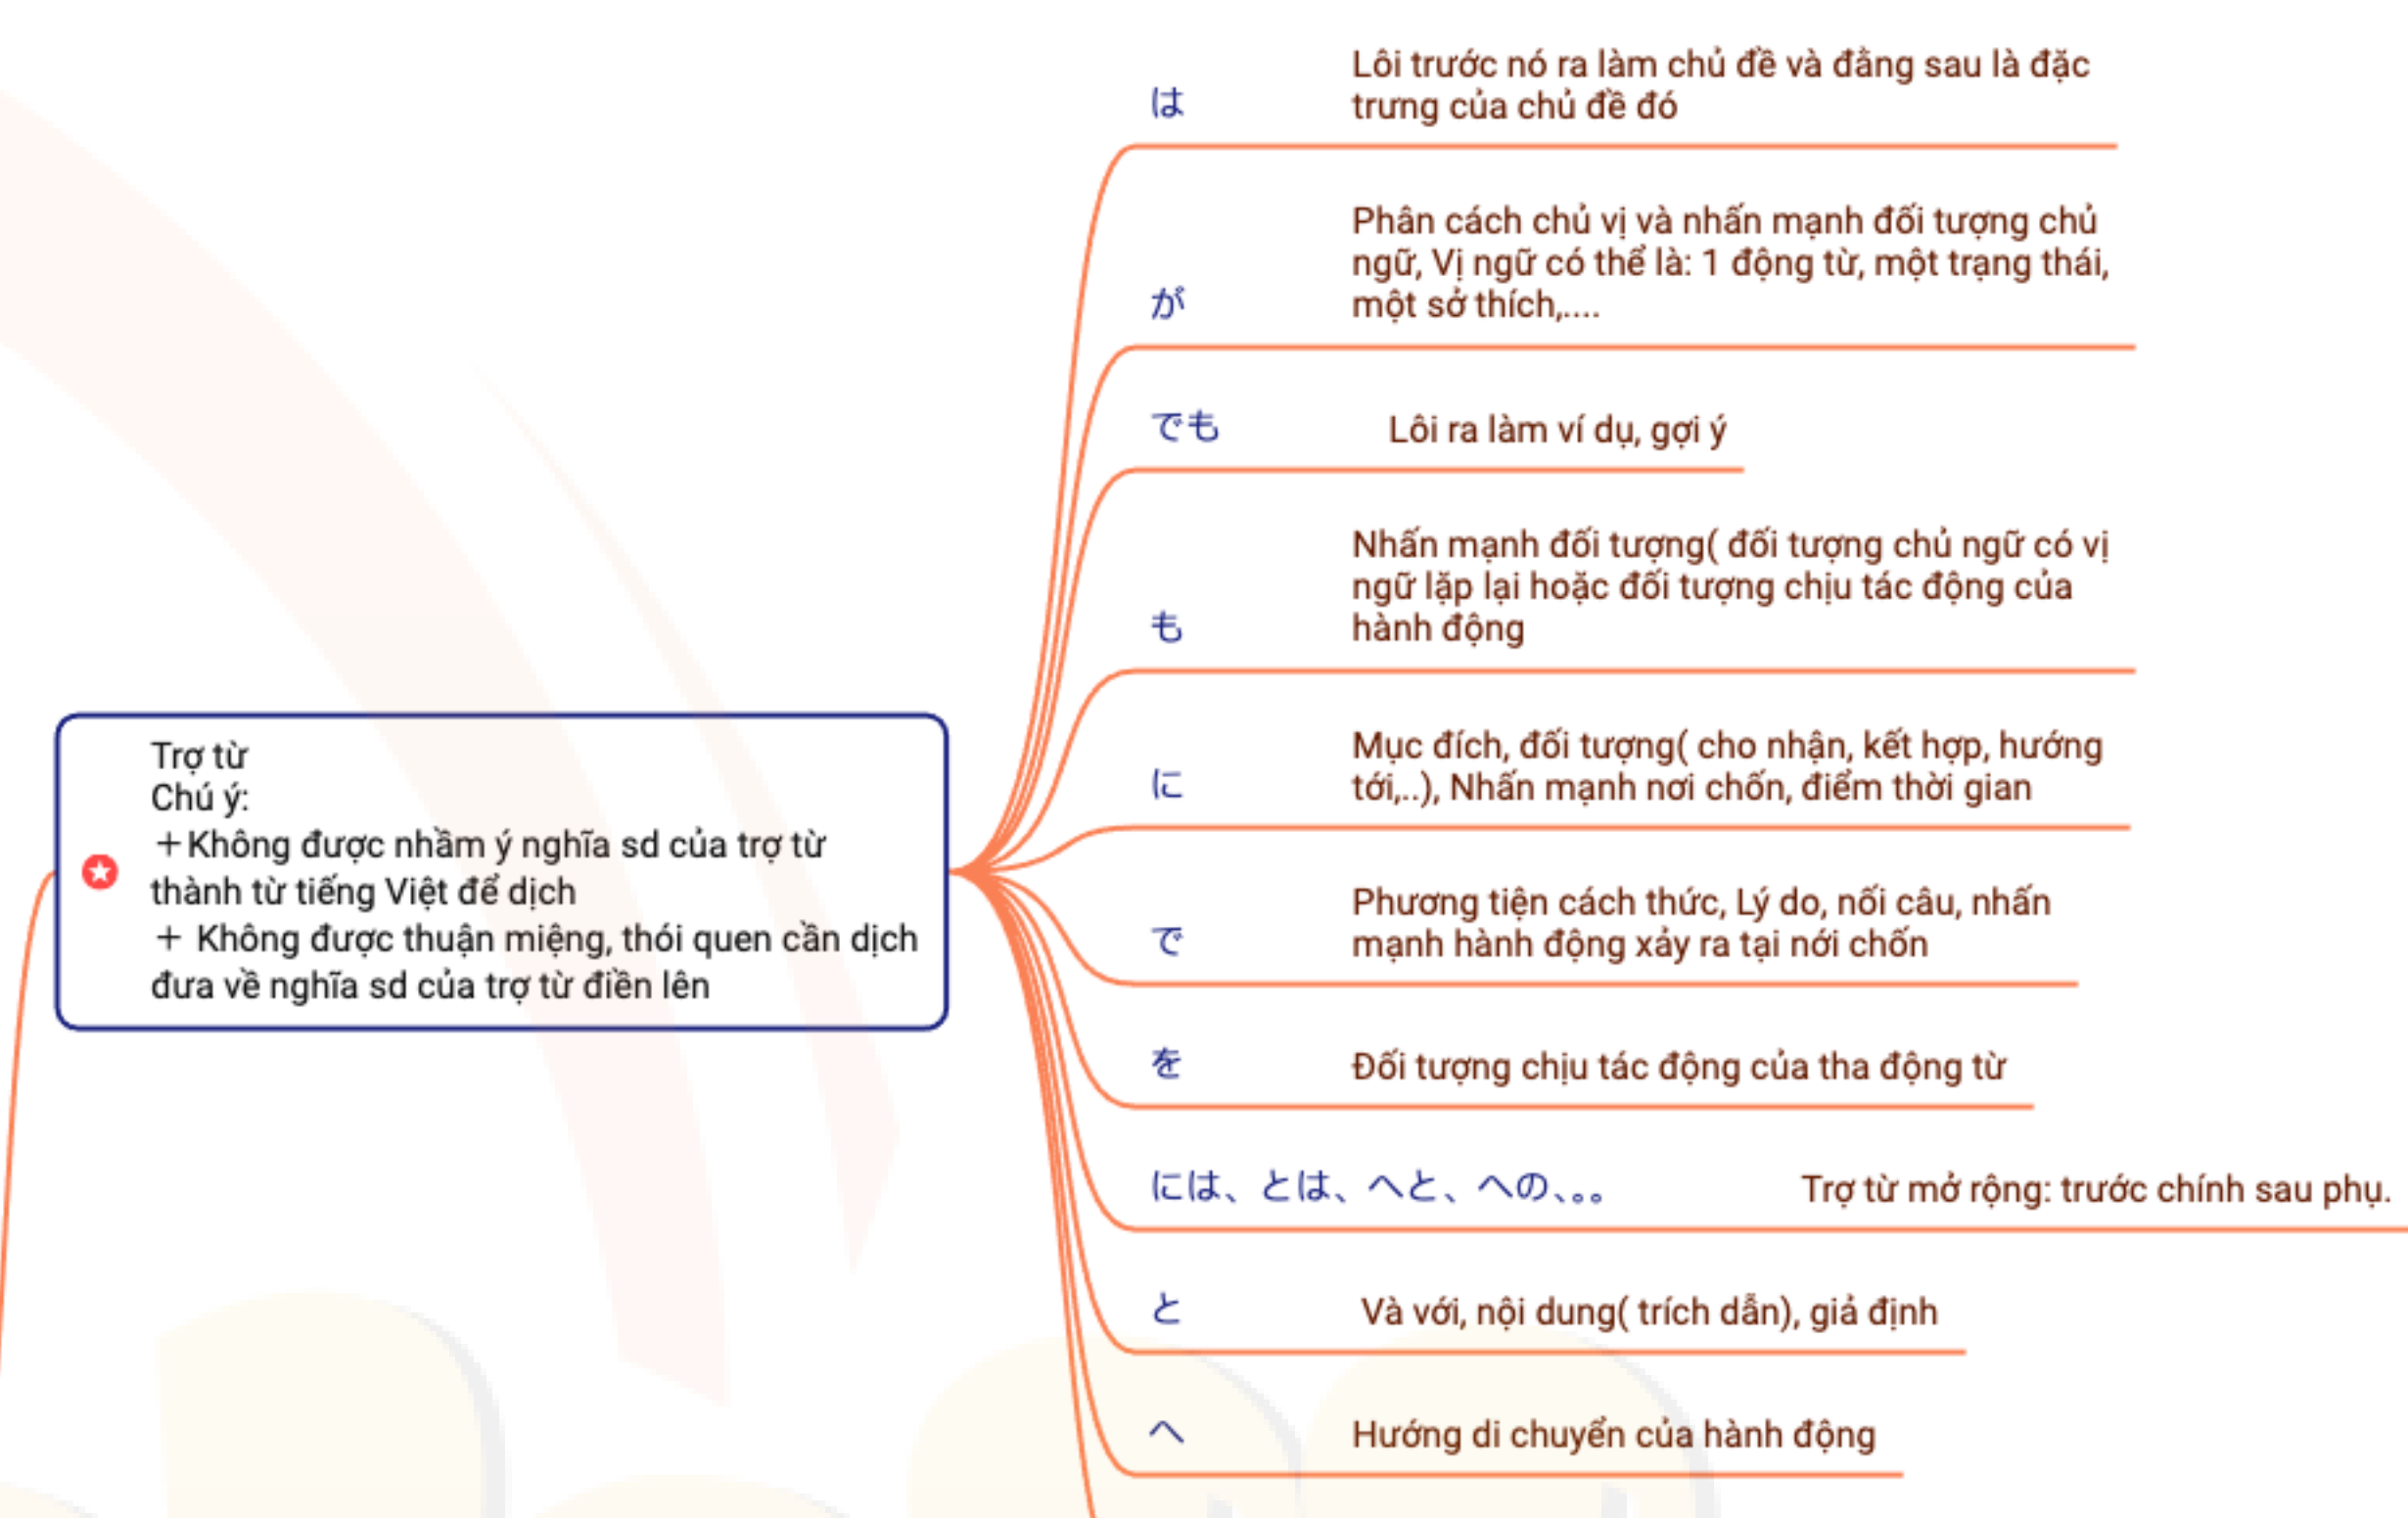 Trợ từ
Chú ý:
+Không được nhầm ý nghĩa sd của trợ từ
thành từ tiếng Việt để dịch
+ Không được thuận miệng, thói quen cần dịch
đưa về nghĩa sd của trợ từ điền lên
は
Lôi trước nó ra làm chủ đề và đằng sau là đặc
trưng của chủ đề đó
が
Phân cách chủ vị và nhấn mạnh đối tượng chủ
ngữ, Vị ngữ có thể là: 1 động từ, một trạng thái,
một sở thích,....
でも
Lôi ra làm ví dụ, gợi ý
も
Nhấn mạnh đối tượng( đối tượng chủ ngữ có vị
ngữ lặp lại hoặc đối tượng chịu tác động của
hành động
に
Mục đích, đối tượng( cho nhận, kết hợp, hướng
tới,..), Nhấn mạnh nơi chốn, điểm thời gian
で
Phương tiện cách thức, Lý do, nối câu, nhấn
mạnh hành động xảy ra tại nới chốn
を
Đối tượng chịu tác động của tha động từ
には、とは、へと、への、。。
Trợ từ mở rộng: trước chính sau phụ.
と
Và với, nội dung( trích dẫn), giả định
へ
Hướng di chuyển của hành động